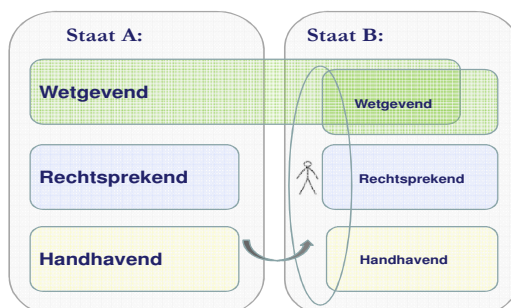 Staat A:
Wetgevend
Rechtsprekend
Handhavend
Staat B:
Wetgevend
Rechtsprekend
Handhavend